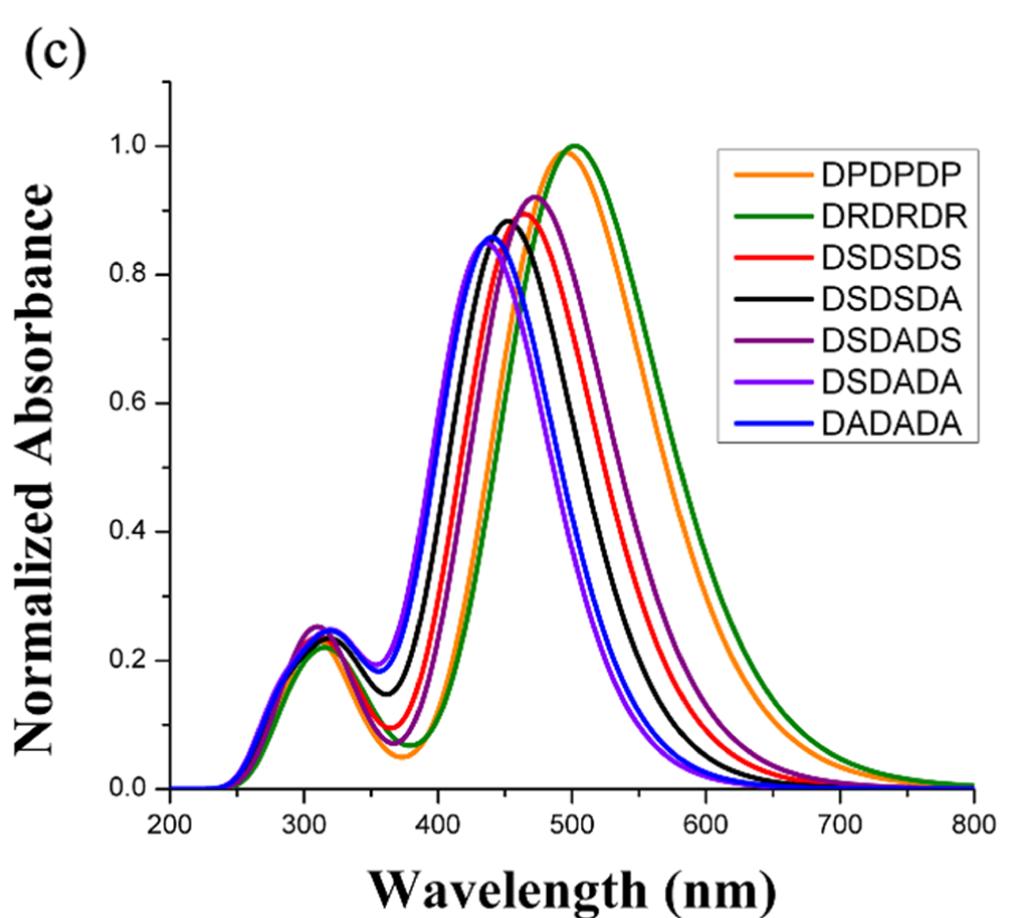 (c)
1.0
0.8
0.6
0.4
0.2
0.0
200 300 400 500 600 700 800
Normalized Absorbance
Wavelength (nm)
DPDPDP
DRDRDR
DSDSDS
DSDSDA
DSDADS
DSDADA
DADADA